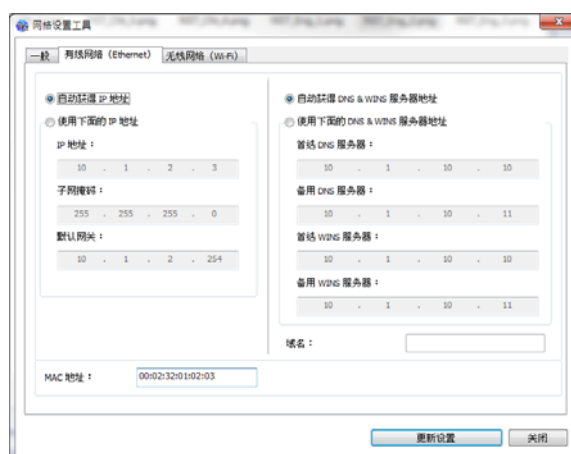 网络设置工具
一般 有线网络 (Ethernet) 无线网络 (Wi-Fi)
自动获得 IP 地址
使用下面的 IP 地址
IP 地址：
10 . 1 . 2 . 3
子网掩码：
255 . 255 . 255 . 0
默认网关：
10 . 1 . 2 . 254
自动获得 DNS & WINS 服务器地址
使用下面的 DNS & WINS 服务器地址
首选 DNS 服务器：
10 . 1 . 10 . 10
备用 DNS 服务器：
10 . 1 . 10 . 11
首选 WINS 服务器：
10 . 1 . 10 . 10
备用 WINS 服务器：
10 . 1 . 10 . 11
域名：
MAC 地址： 00:02:32:01:02:03
更新设置 关闭